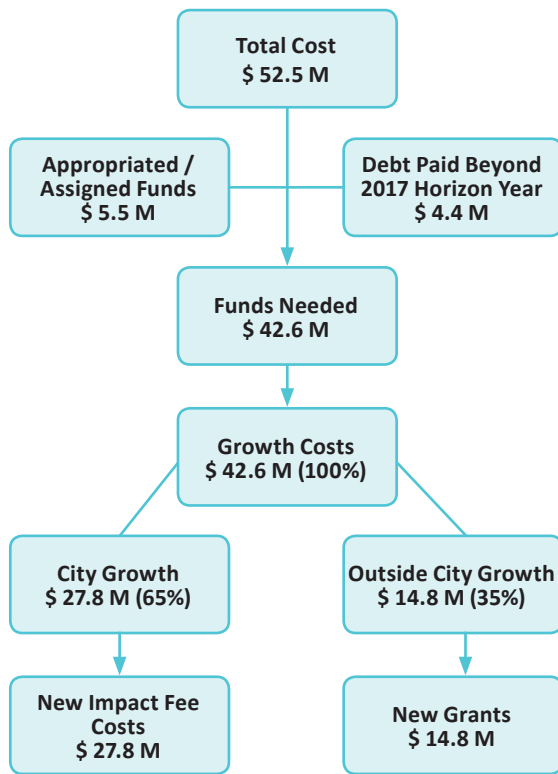 Total Cost
$ 52.5 M
Appropriated /
Assigned Funds
$ 5.5 M
Debt Paid Beyond
2017 Horizon Year
$ 4.4 M
Funds Needed
$ 42.6 M
Growth Costs
$ 42.6 M (100%)
City Growth
$ 27.8 M (65%)
Outside City Growth
$ 14.8 M (35%)
New Impact Fee
Costs
$ 27.8 M
New Grants
$ 14.8 M